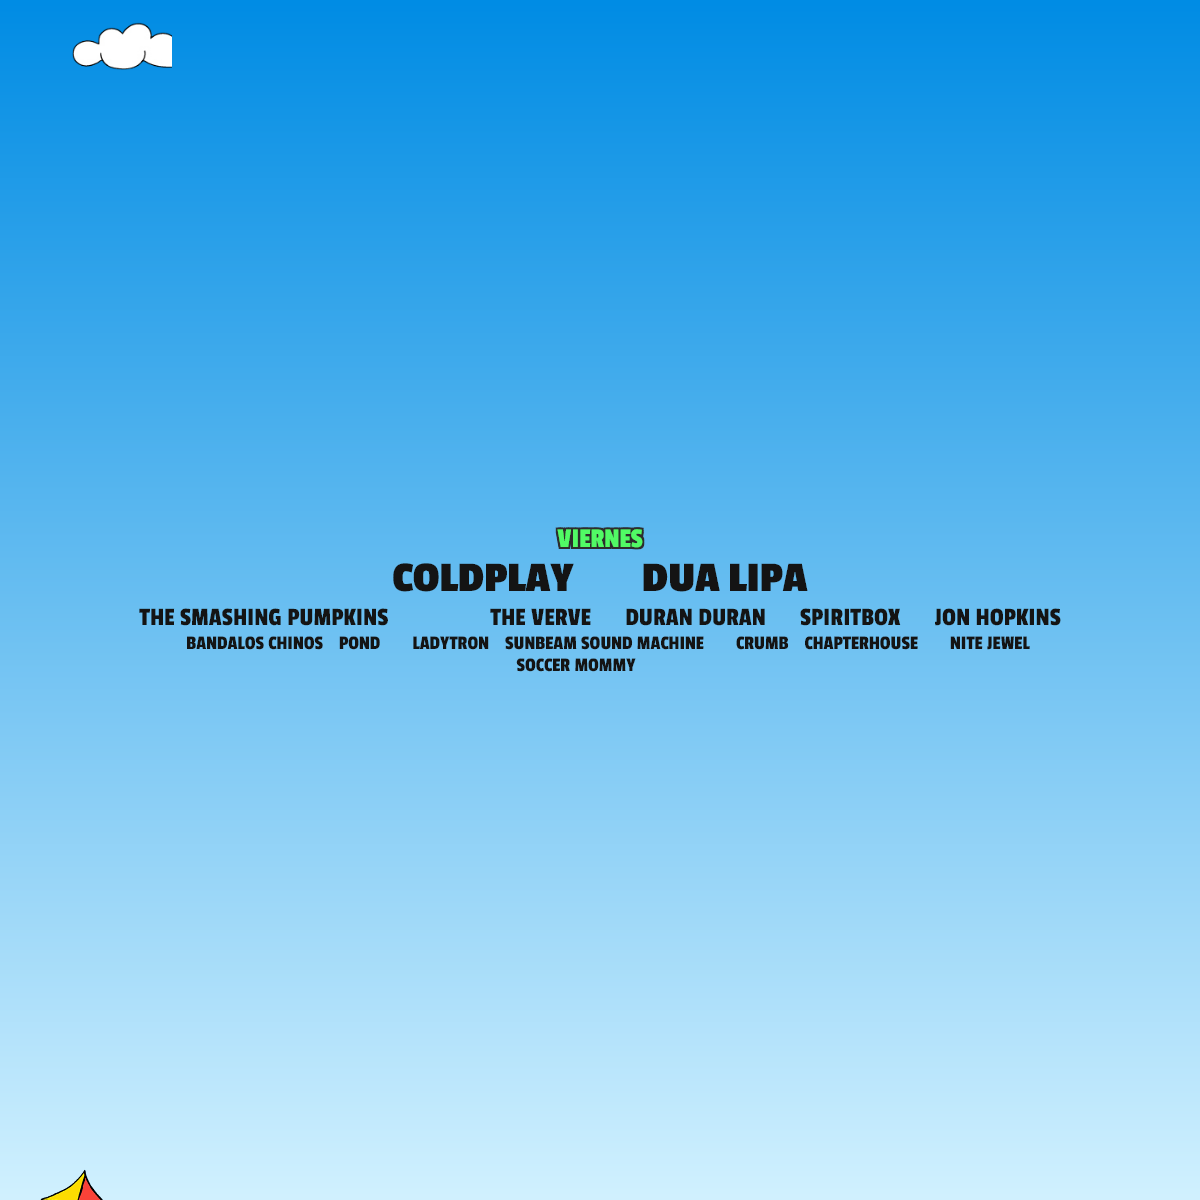 VIERNES
COLDPLAY DUA LIPA
THE SMASHING PUMPKINS THE VERVE DURAN DURAN SPIRITBOX JON HOPKINS
BANDALOS CHINOS POND LADYTRON SUNBEAM SOUND MACHINE CRUMB CHAPTERHOUSE NITE JEWEL
SOCCER MOMMY